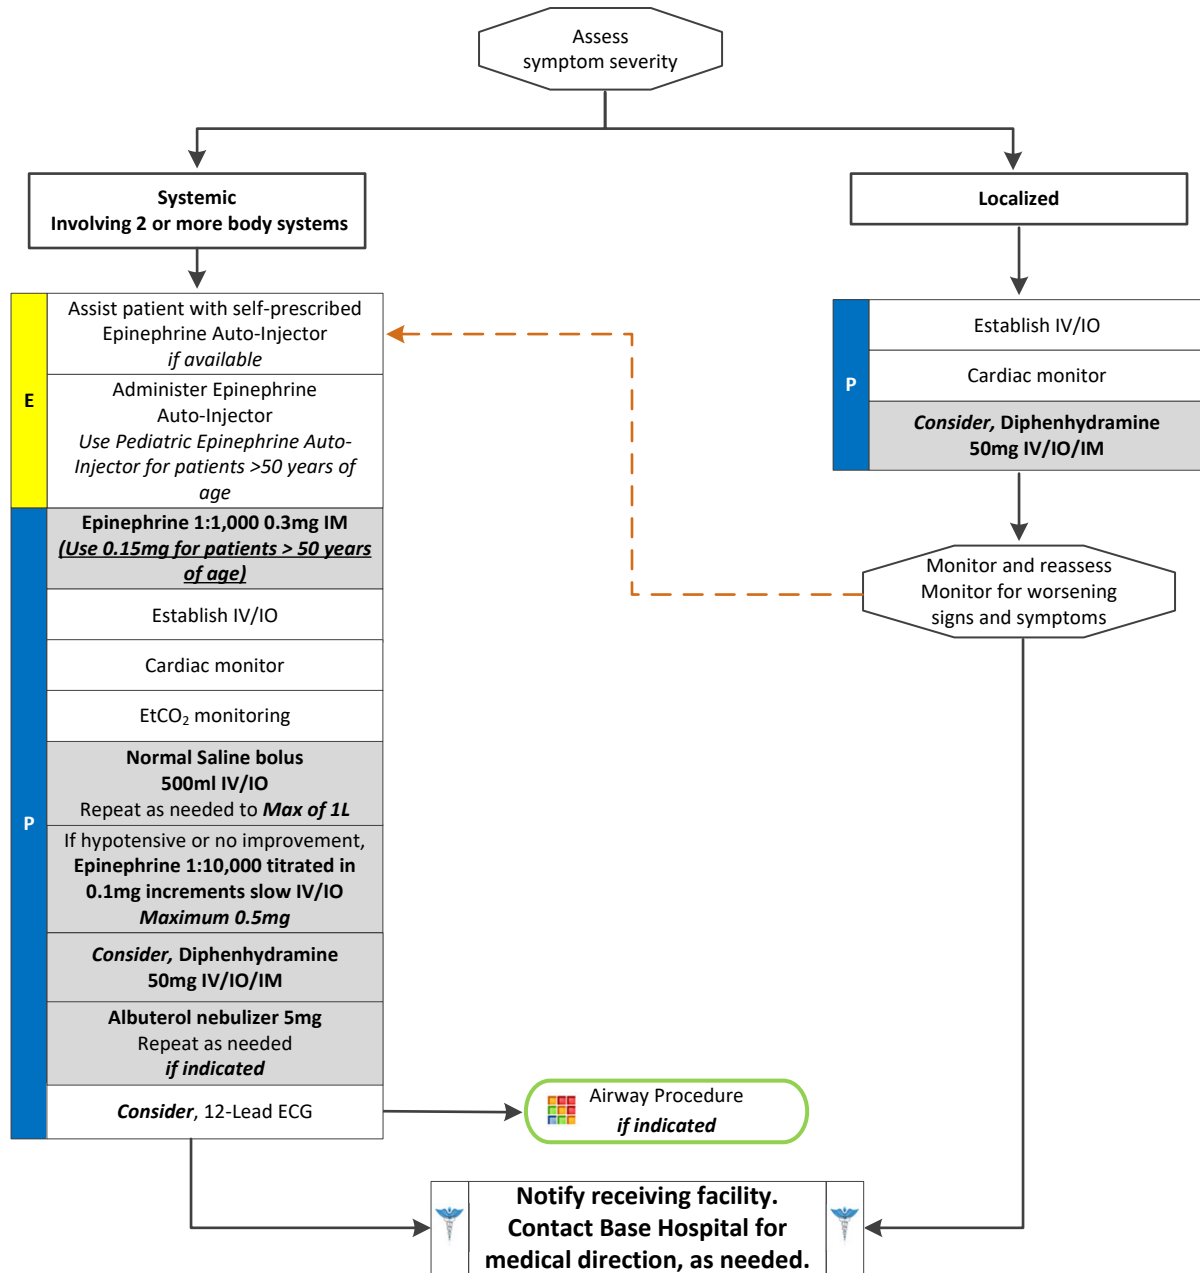 Assess
symptom severity
Systemic
Involving 2 or more body systems
Localized
E
Assist patient with self-prescribed
Epinephrine Auto-Injector
if available
Administer Epinephrine
Auto-Injector
Use Pediatric Epinephrine Auto-
Injector for patients >50 years of
age
P
Epinephrine 1:1,000 0.3mg IM
(Use 0.15mg for patients > 50 years
of age)
Establish IV/IO
Cardiac monitor
EtCO₂ monitoring
Normal Saline bolus
500ml IV/IO
Repeat as needed to Max of 1L
If hypotensive or no improvement,
Epinephrine 1:10,000 titrated in
0.1mg increments slow IV/IO
Maximum 0.5mg
Consider, Diphenhydramine
50mg IV/IO/IM
Albuterol nebulizer 5mg
Repeat as needed
if indicated
Consider, 12-Lead ECG
P
Establish IV/IO
Cardiac monitor
Consider, Diphenhydramine
50mg IV/IO/IM
Monitor and reassess
Monitor for worsening
signs and symptoms
Airway Procedure
if indicated
Notify receiving facility.
Contact Base Hospital for
medical direction, as needed.